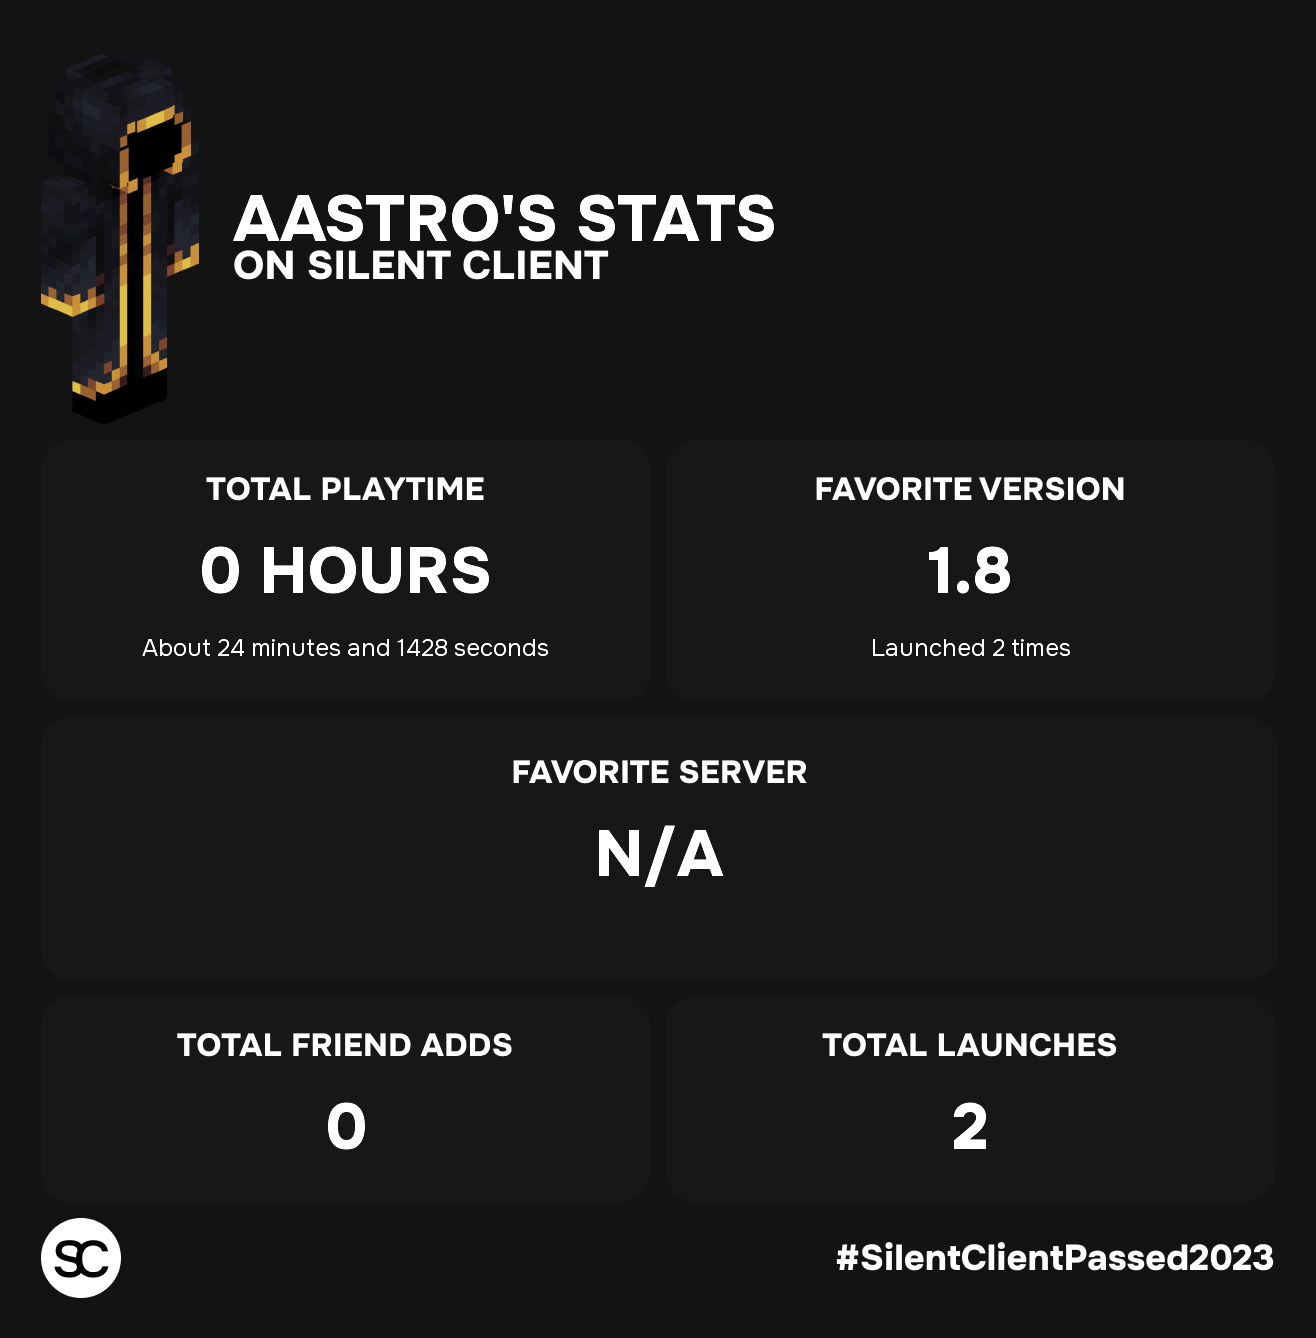 AASTRO'S STATS
ON SILENT CLIENT
TOTAL PLAYTIME
0 HOURS
About 24 minutes and 1428 seconds
FAVORITE VERSION
1.8
Launched 2 times
FAVORITE SERVER
N/A
TOTAL FRIEND ADDS
0
TOTAL LAUNCHES
2
SC
#SilentClientPassed2023